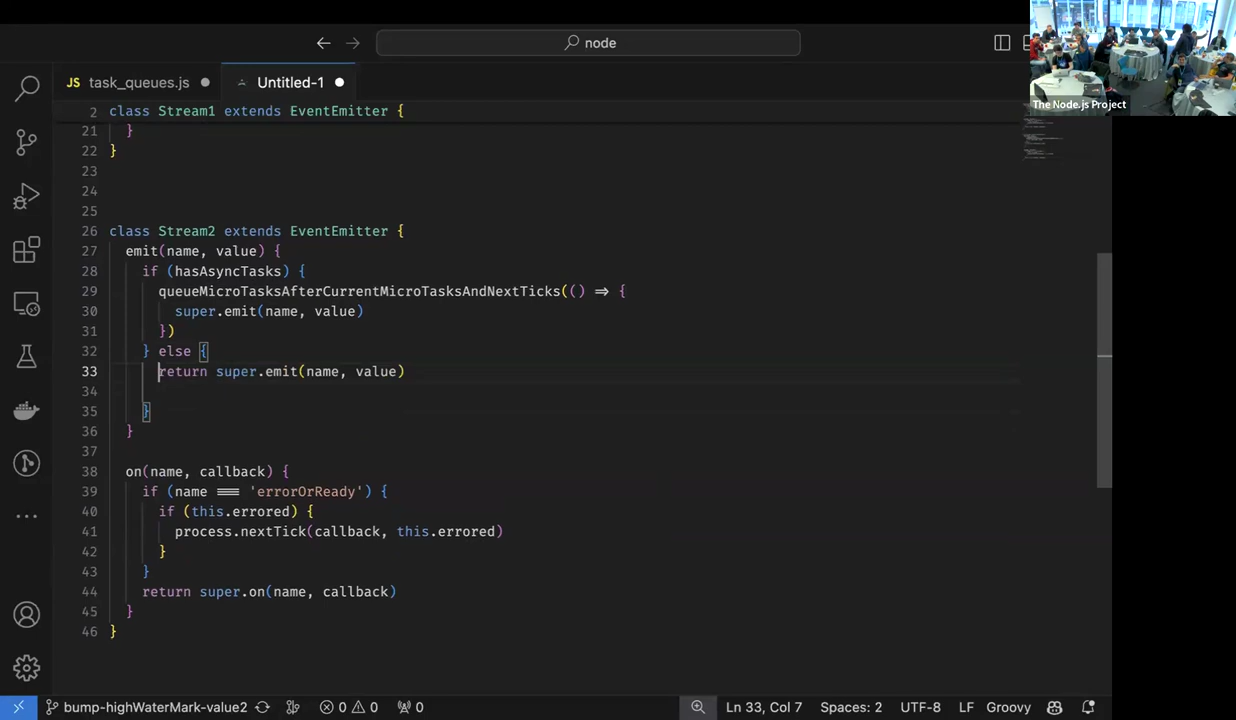 node
JS task_queues.js
Untitled-1
The Node.js Project
2 class Stream1 extends EventEmitter {
21 }
22 }
23
24
25
26 class Stream2 extends EventEmitter {
27 emit(name, value) {
28 if (hasAsyncTasks) {
29 queueMicroTasksAfterCurrentMicroTasksAndNextTicks(() => {
30 super.emit(name, value)
31 })
32 } else {
33 return super.emit(name, value)
34
35 }
36 }
37
38 on(name, callback) {
39 if (name === 'errorOrReady') {
40 if (this.errored) {
41 process.nextTick(callback, this.errored)
42 }
43 }
44 return super.on(name, callback)
45 }
46 }
bump-highWaterMark-value2 0 0 0 Ln 33, Col 7 Spaces: 2 UTF-8 LF Groovy